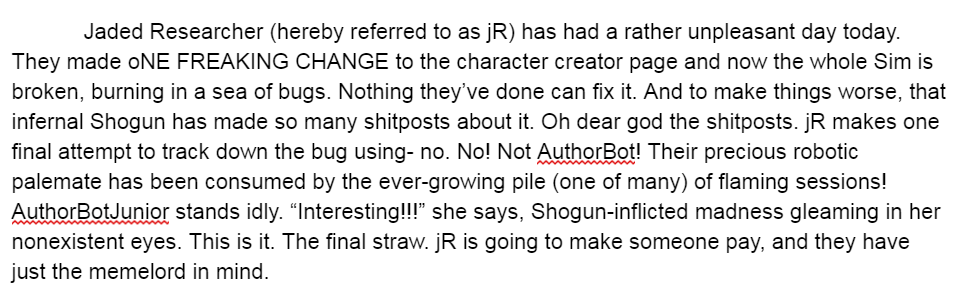 Jaded Researcher (hereby referred to as jR) has had a rather unpleasant day today.
They made oNE FREAKING CHANGE to the character creator page and now the whole Sim is
broken, burning in a sea of bugs. Nothing they’ve done can fix it. And to make things worse, that
infernal Shogun has made so many shitposts about it. Oh dear god the shitposts. jR makes one
final attempt to track down the bug using- no. No! Not AuthorBot! Their precious robotic
palemate has been consumed by the ever-growing pile (one of many) of flaming sessions!
AuthorBotJunior stands idly. “Interesting!!!” she says, Shogun-inflicted madness gleaming in her
nonexistent eyes. This is it. The final straw. jR is going to make someone pay, and they have
just the memelord in mind.